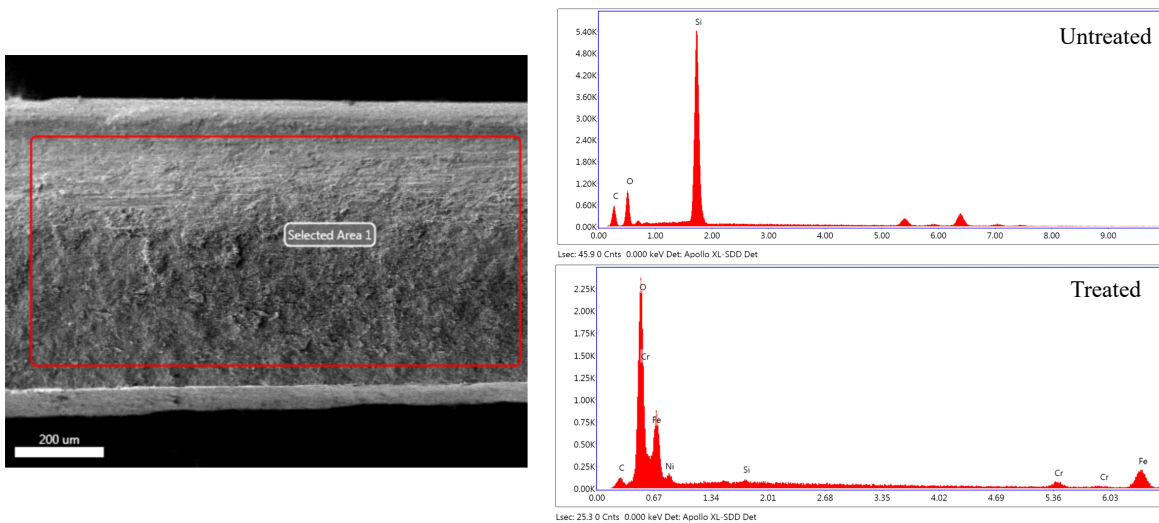 Selected Area 1
200 um
Untreated
Si
O
C
5.40K
4.80K
4.20K
3.60K
3.00K
2.40K
1.80K
1.20K
0.60K
0.00K
0.00 1.00 2.00 3.00 4.00 5.00 6.00 7.00 8.00 9.00
Lsec: 45.9 0 Cnts 0.000 keV Det: Apollo XL-SDD Det
Treated
O
Cr
Fe
Ni
C
Si
Cr
Cr
Fe
2.25K
2.00K
1.75K
1.50K
1.25K
1.00K
0.75K
0.50K
0.25K
0.00K
0.00 0.67 1.34 2.01 2.68 3.35 4.02 4.69 5.36 6.03
Lsec: 25.3 0 Cnts 0.000 keV Det: Apollo XL-SDD Det